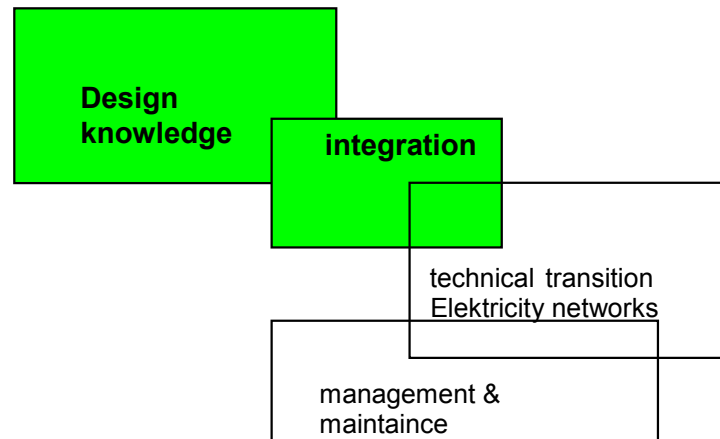 Design
knowledge
integration
technical transition
Elektricity networks
management &
maintaince